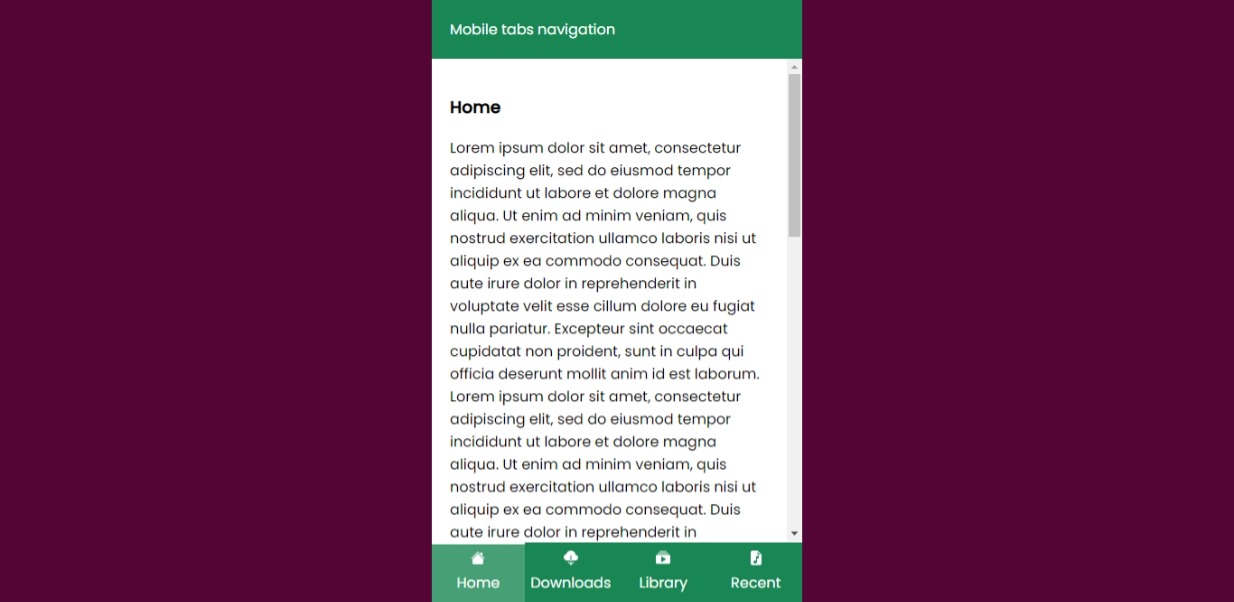 Mobile tabs navigation
Home
Lorem ipsum dolor sit amet, consectetur
adipiscing elit, sed do eiusmod tempor
incididunt ut labore et dolore magna
aliqua. Ut enim ad minim veniam, quis
nostrud exercitation ullamco laboris nisi ut
aliquip ex ea commodo consequat. Duis
aute irure dolor in reprehenderit in
voluptate velit esse cillum dolore eu fugiat
nulla pariatur. Excepteur sint occaecat
cupidatat non proident, sunt in culpa qui
officia deserunt mollit anim id est laborum.
Lorem ipsum dolor sit amet, consectetur
adipiscing elit, sed do eiusmod tempor
incididunt ut labore et dolore magna
aliqua. Ut enim ad minim veniam, quis
nostrud exercitation ullamco laboris nisi ut
aliquip ex ea commodo consequat. Duis
aute irure dolor in reprehenderit in
Home Downloads Library Recent